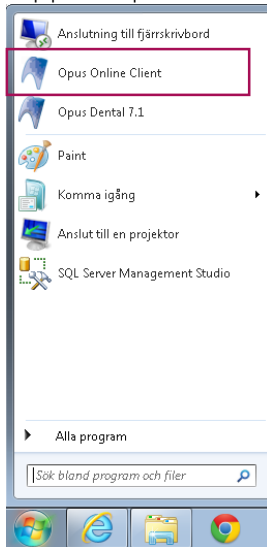 Anslutning till fjärrskrivbord
Opus Online Client
Opus Dental 7.1
Paint
Komma igång
Anslut till en projektor
SQL Server Management Studio
Alla program
Sök bland program och filer